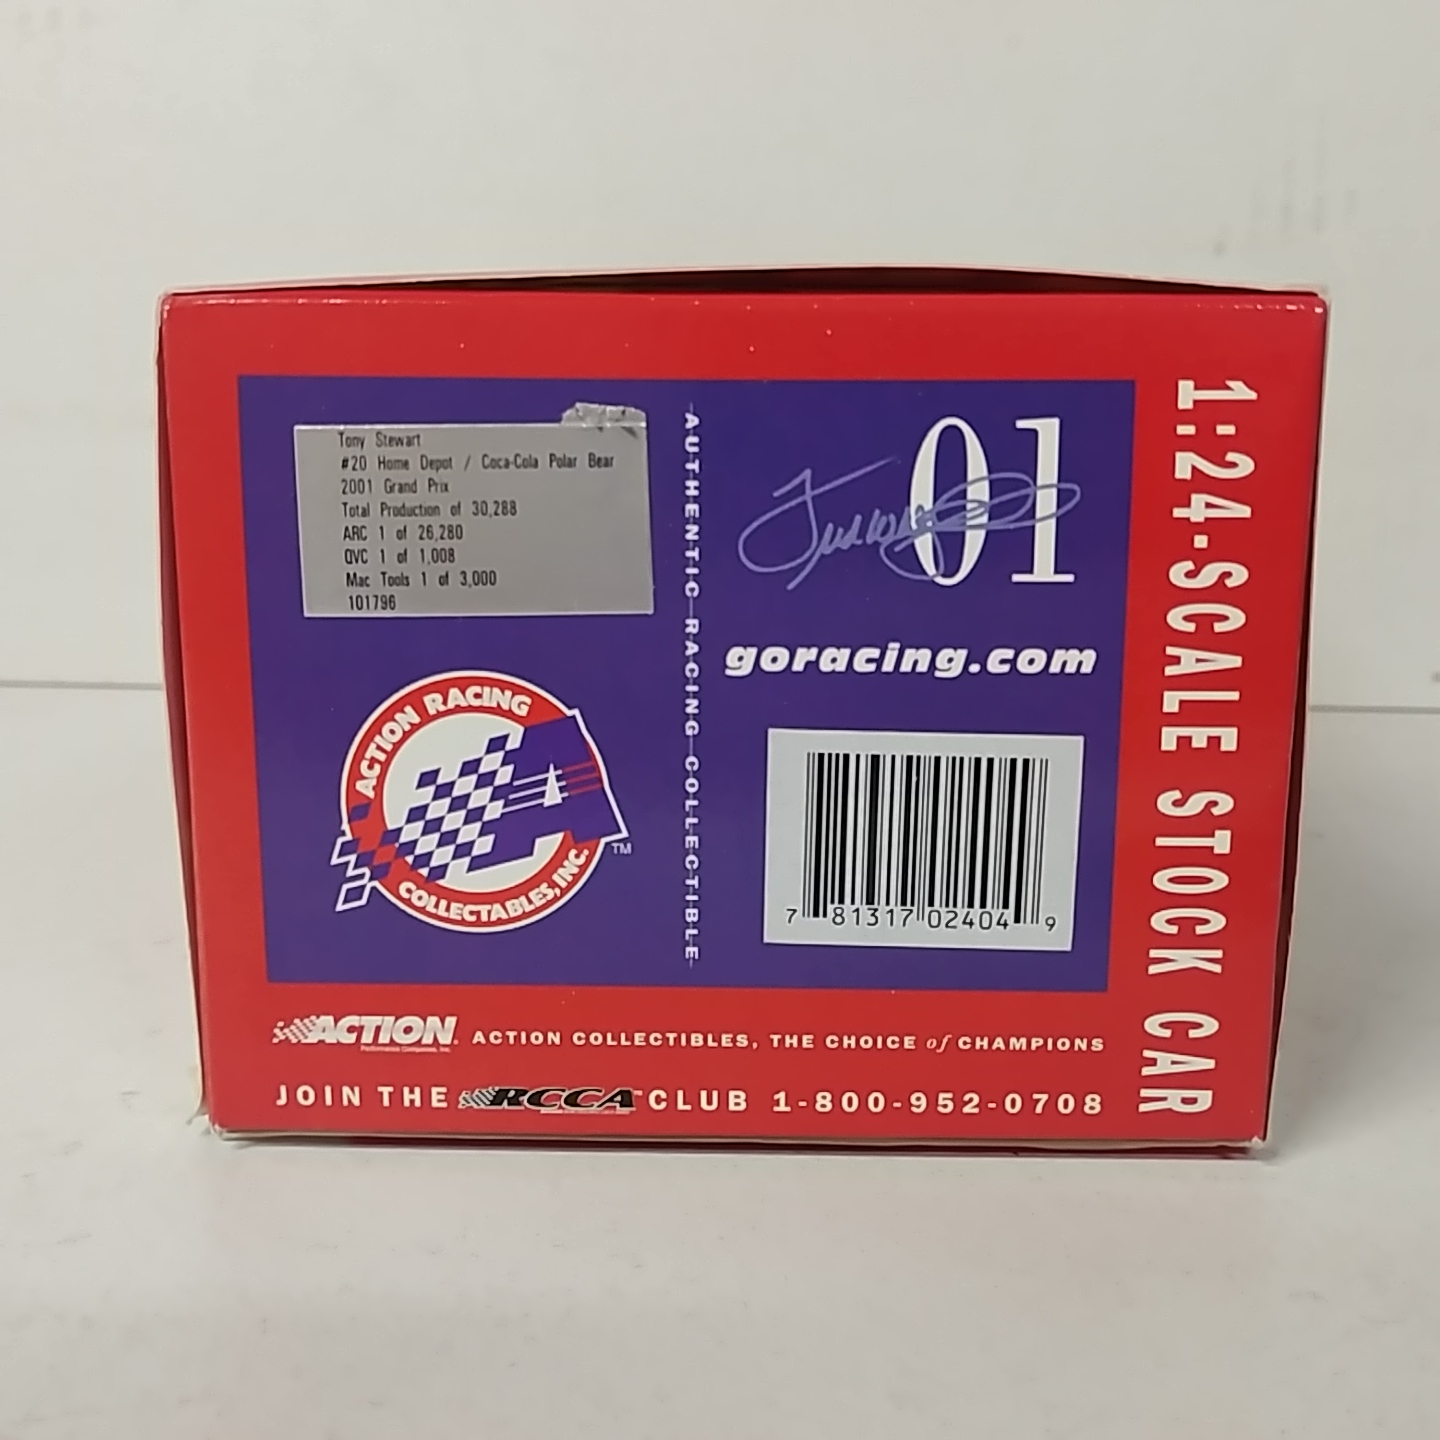 Tony Stewart
#20 Home Depot / Coca-Cola Polar Bear
2001 Grand Prix
Total Production of 30,288
ARC 1 of 26,280
QVC 1 of 1,008
Mac Tools 1 of 3,000
101796
AUTHENTIC RACING COLLECTIBLE
01
goracing.com
ACTION RACING
COLLECTABLES, INC.
TM
7 81317 02404 9
1:24-SCALE STOCK CAR
ACTION
ACTION COLLECTIBLES, THE CHOICE of CHAMPIONS
JOIN THE RCCA CLUB 1-800-952-0708